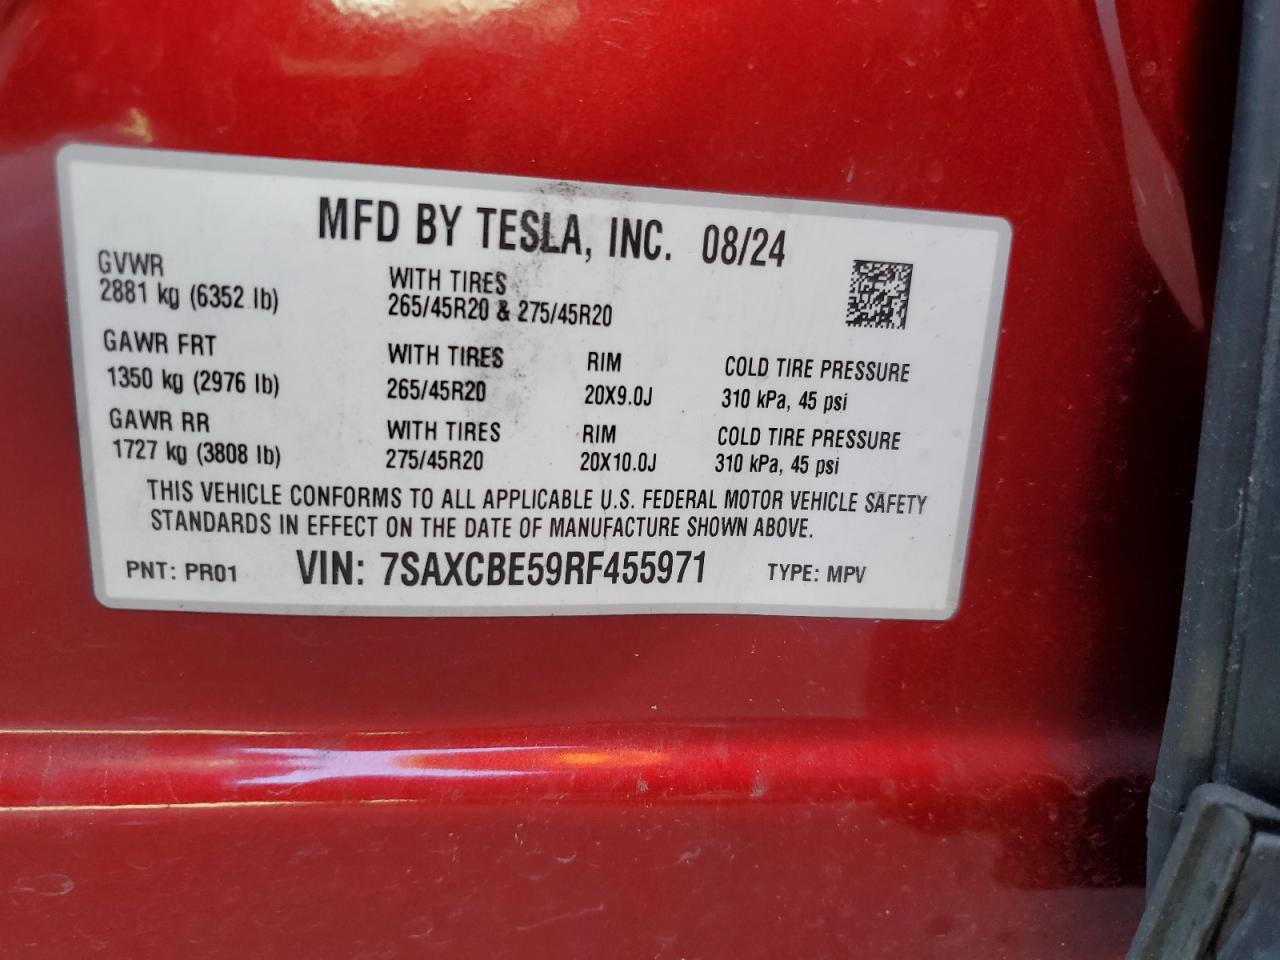 MFD BY TESLA, INC. 08/24
GVWR
2881 kg (6352 lb)
WITH TIRES
265/45R20 & 275/45R20
GAWR FRT
1350 kg (2976 lb)
WITH TIRES
265/45R20
RIM
20X9.0J
COLD TIRE PRESSURE
310 kPa, 45 psi
GAWR RR
1727 kg (3808 lb)
WITH TIRES
275/45R20
RIM
20X10.0J
COLD TIRE PRESSURE
310 kPa, 45 psi
THIS VEHICLE CONFORMS TO ALL APPLICABLE U.S. FEDERAL MOTOR VEHICLE SAFETY
STANDARDS IN EFFECT ON THE DATE OF MANUFACTURE SHOWN ABOVE.
PNT: PR01 VIN: 7SAXCBE59RF455971 TYPE: MPV